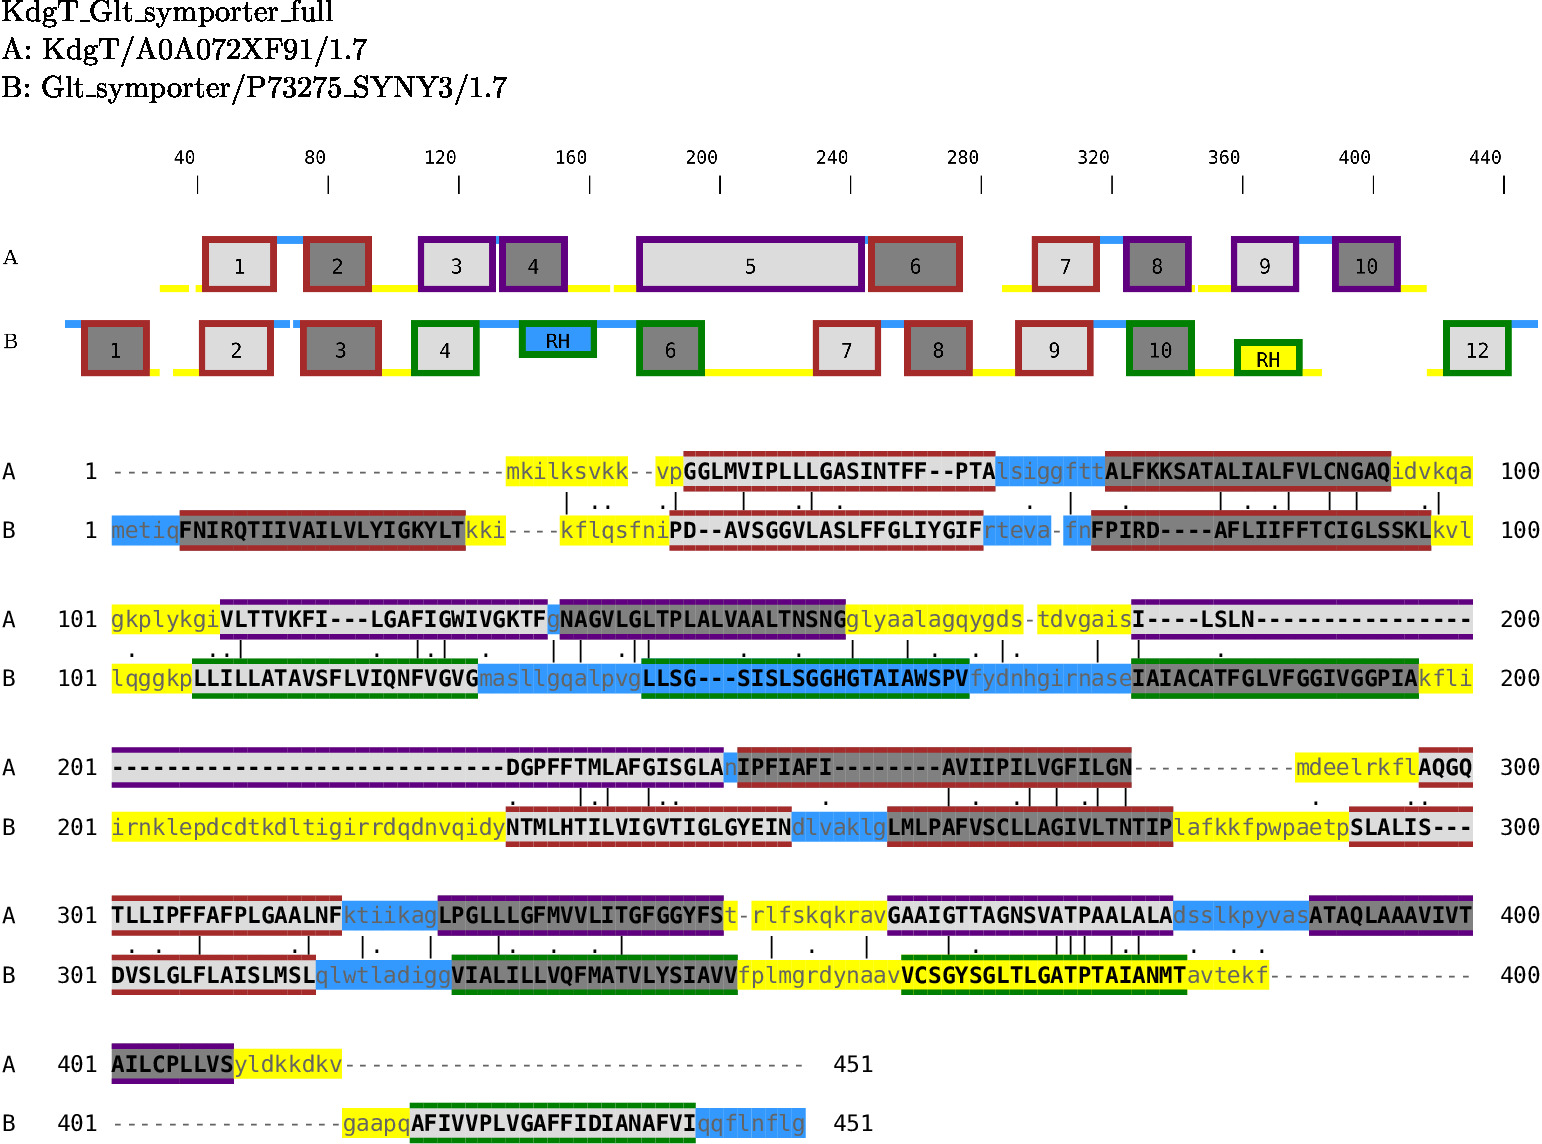 KdgT_Glt_symporter_full
A: KdgT/A0A072XF91/1.7
B: Glt_symporter/P73275_SYNY3/1.7
40 80 120 160 200 240 280 320 360 400 440
A 1 2 3 4 5 6 7 8 9 10
B 1 2 3 4 RH 6 7 8 9 10 RH 12
A 1 -----------------------------mkilksvkk--vpGGLMVIPLLLGASINTFF--PTAlsiggfttALFKKSATALIALFVLCNGAQidvkqa 100
B 1 metiqFNIRQTIIVAILVLYIGKYLTkki----kflqsfniPD--AVSGGVLASLFFGLIYGIFrteva-fnFPIRD----AFLIIFFTCIGLSSKLkvl 100
A 101 gkplykgiVLTTVKFI---LGAFIGWIVGKTFgNAGVLGLTPLALVAALTNSNGglyaalagqygds-tdvgaisI----LSLN---------------- 200
B 101 lqggkpLLILLATAVSFLVIQNFVGVGmasllgqalpvgLLSG---SISLSGGHGTAIAWSPVfydnhgirnaseIAIACATFGLVFGGIVGGPIAkfli 200
A 201 -----------------------------DGPFFTMLAFGISGLAnIPFIAFI--------AVIIPILVGFILGN------------mdeelrkflAQGQ 300
B 201 irnklepdcdtkdltigirrdqdnvqidyNTMLHTILVIGVTIGLGYEINdlvaklgLMLPAFVSCLLAGIVLTNTIPlafkkfpwpaetpSLALIS--- 300
A 301 TLLIPFFAFPLGAALNFktiikagLPGLLLGFMVVLITGFGGYFSt-rlfskqkravGAAIGTTAGNSVATPAALALAdsslkpyvasATAQLAAAVIVT 400
B 301 DVSLGLFLAISLMSLqlwtladiggVIALILLVQFMATVLYSIAVVfplmgrdynaavVCSGYSGLTLGATPTAIANMTavtekf--------------- 400
A 401 AILCPLLVSyldkkdkv---------------------------------- 451
B 401 -----------------gaapqAFIVVPLVGAFFIDIANAFVIqqflnflg 451